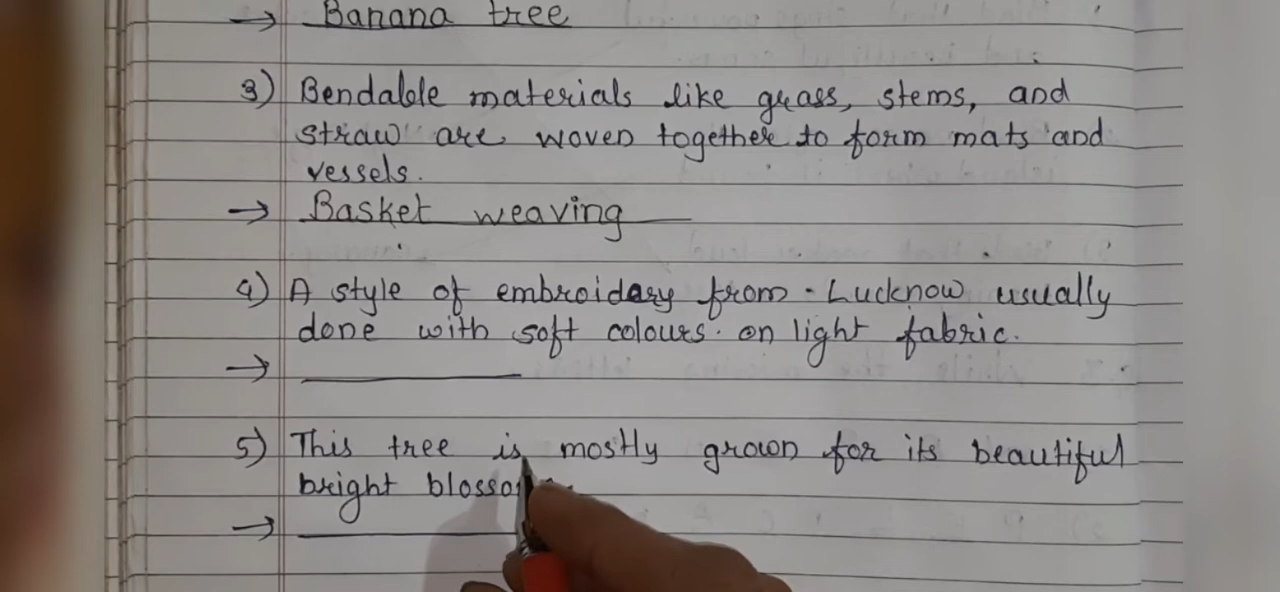 → Banana tree
3) Bendable materials like grass, stems, and
straw are woven together to form mats and
vessels.
→ Basket weaving
4) A style of embroidery from Lucknow usually
done with soft colours on light fabric.
→
5) This tree is mostly grown for its beautiful
bright
→